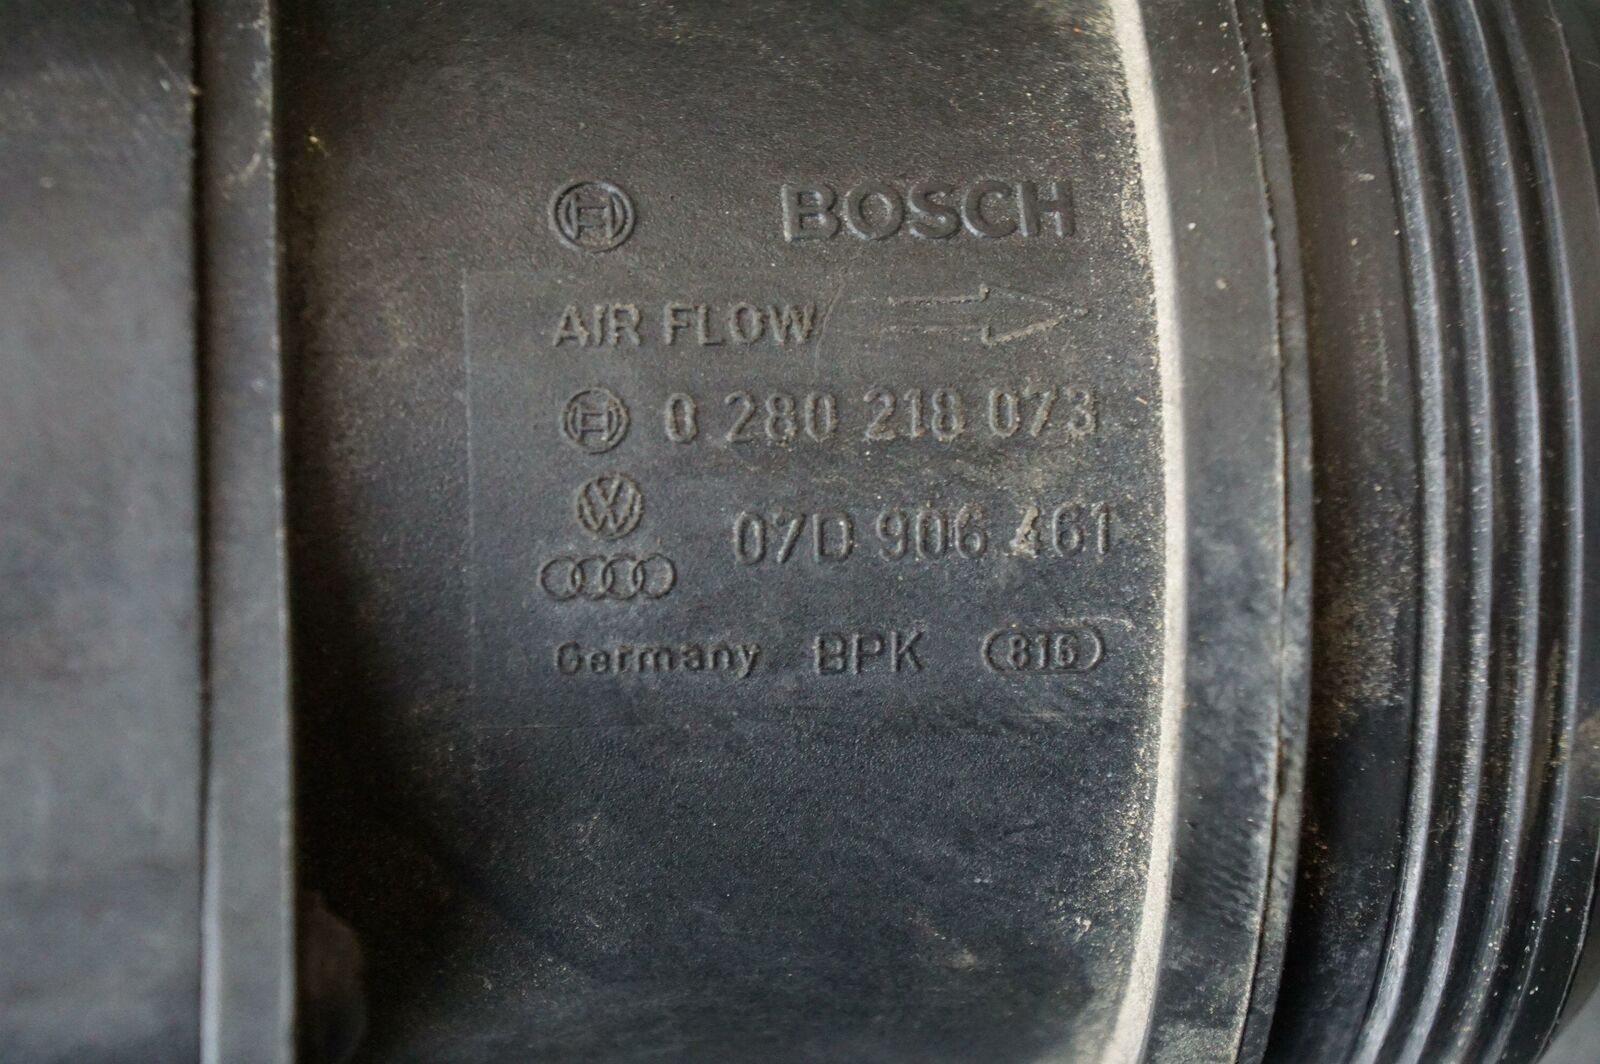 BOSCH
AIR FLOW
0 280 218 073
07D 906 461
Germany BPK 816